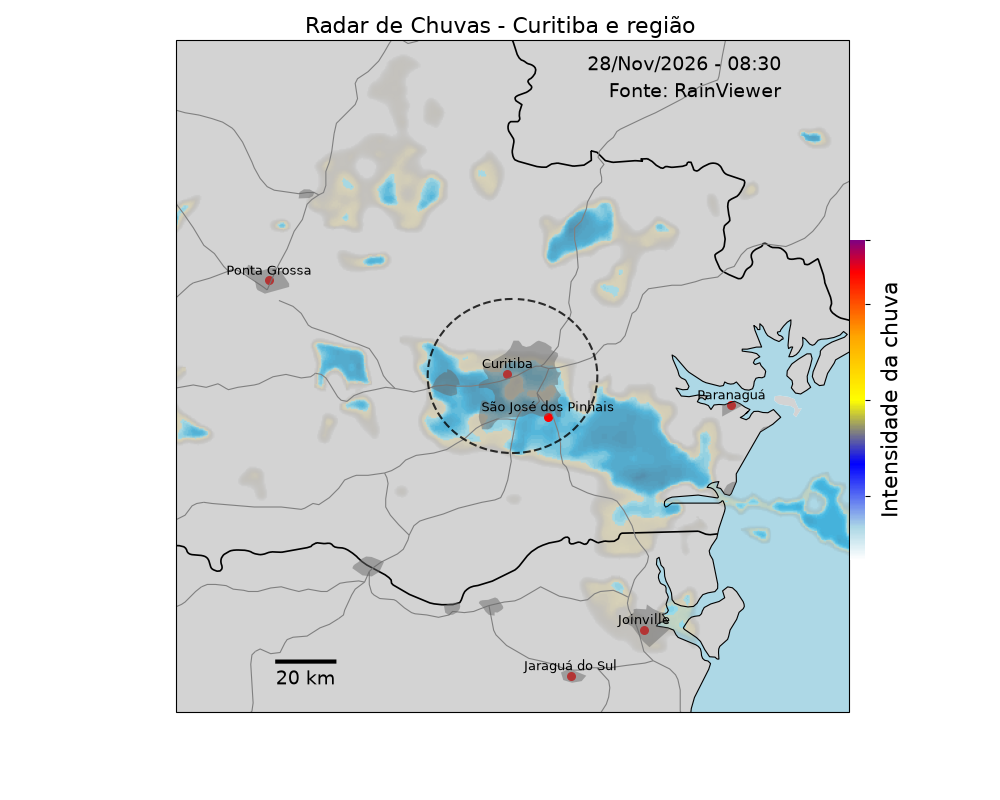 Radar de Chuvas - Curitiba e região
28/Nov/2026 - 08:30
Fonte: RainViewer
Ponta Grossa
Curitiba
São José dos Pinhais
Paranaguá
Joinville
Jaraguá do Sul
20 km
Intensidade da chuva